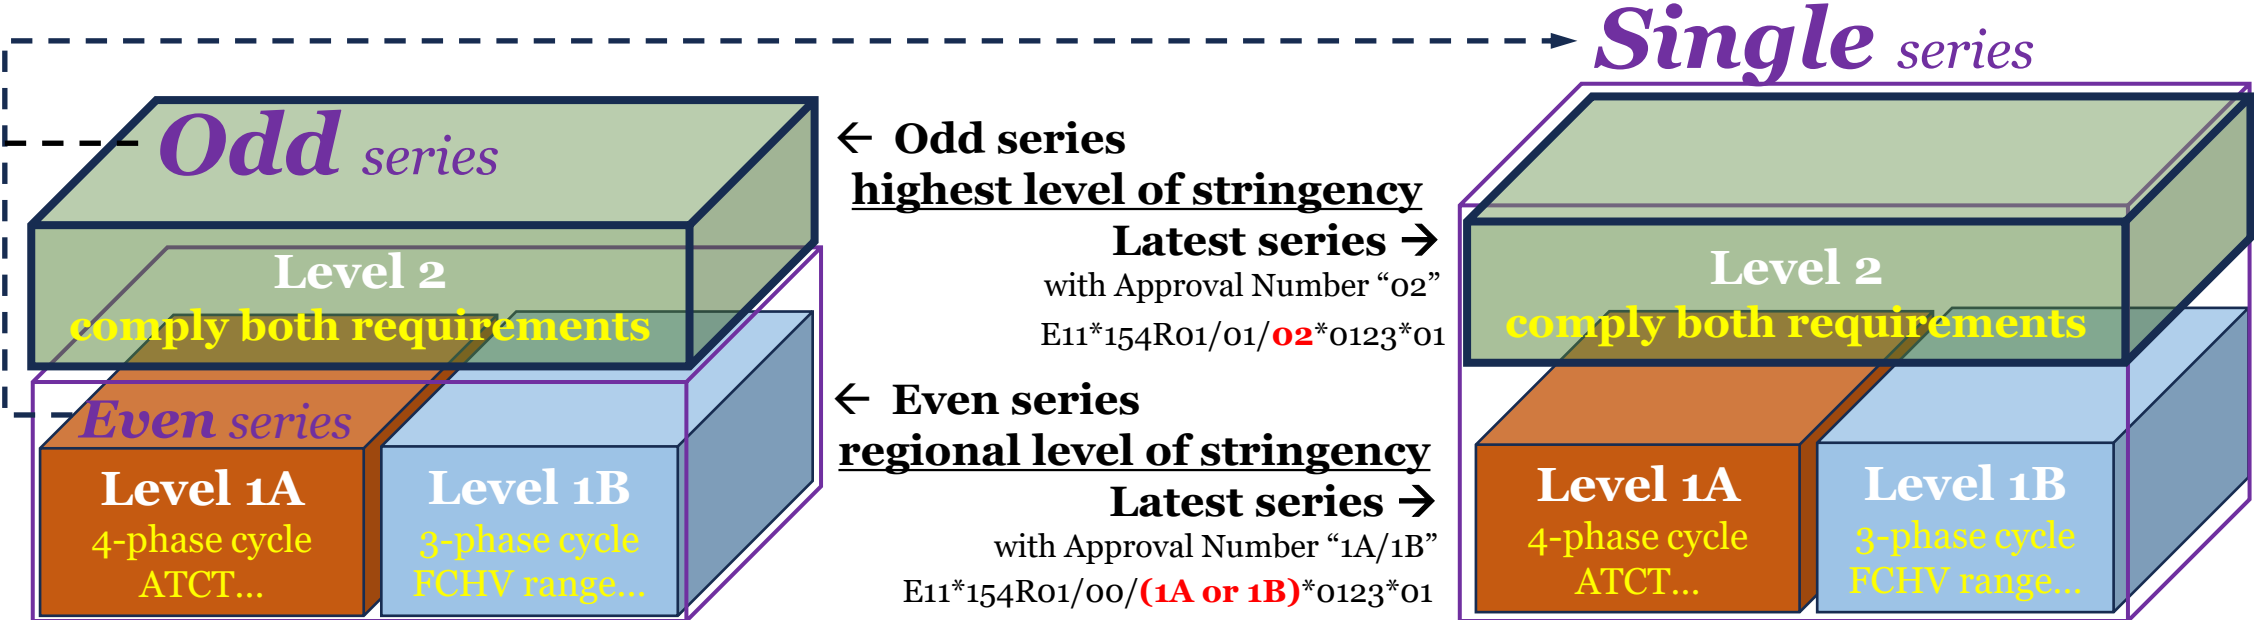 Single series
Odd series
Level 2
comply both requirements
Even series
Level 1A
4-phase cycle
ATCT...
Level 1B
3-phase cycle
FCHV range...
← Odd series
highest level of stringency
Latest series →
with Approval Number “02”
E11*154R01/01/02*0123*01
← Even series
regional level of stringency
Latest series →
with Approval Number “1A/1B”
E11*154R01/00/(1A or 1B)*0123*01
Level 2
comply both requirements
Level 1A
4-phase cycle
ATCT...
Level 1B
3-phase cycle
FCHV range...